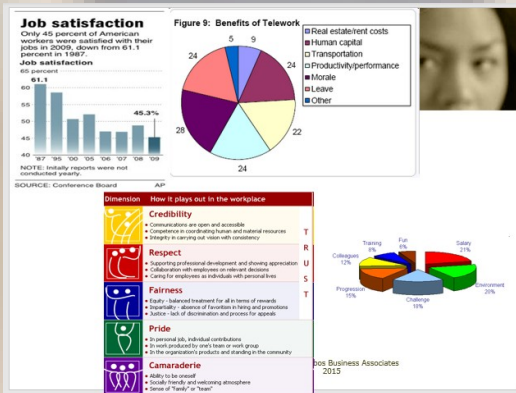 Job satisfaction
Only 45 percent of American
workers were satisfied with their
jobs in 2009, down from 61.1
percent in 1987.
Job satisfaction
65 percent
61.1
60
55
50
45.3%
45
40
'87 '95 '00 '05 '06 '07 '08 '09
NOTE: Initally reports were not
conducted yearly.
SOURCE: Conference Board AP
Figure 9: Benefits of Telework
5
9
24
24
28
22
24
Real estate/rent costs
Human capital
Transportation
Productivity/performance
Morale
Leave
Other
Dimension How it plays out in the workplace
TRUST
Credibility
Communications are open and accessible
Competence in coordinating human and material resources
Integrity in carrying out vision with consistency
Respect
Supporting professional development and showing appreciation
Collaboration with employees on relevant decisions
Caring for employees as individuals with personal lives
Fairness
Equity - balanced treatment for all in terms of rewards
Impartiality - absence of favoritism in hiring and promotions
Justice - lack of discrimination and process for appeals
Pride
In personal job, individual contributions
In work produced by one's team or work group
In the organization's products and standing in the community
Camaraderie
Ability to be oneself
Socially friendly and welcoming atmosphere
Sense of "family" or "team"
Training
6%
Fun
6%
Salary
21%
Colleagues
12%
Environment
20%
Progression
15%
Challenge
Business Associates
2015